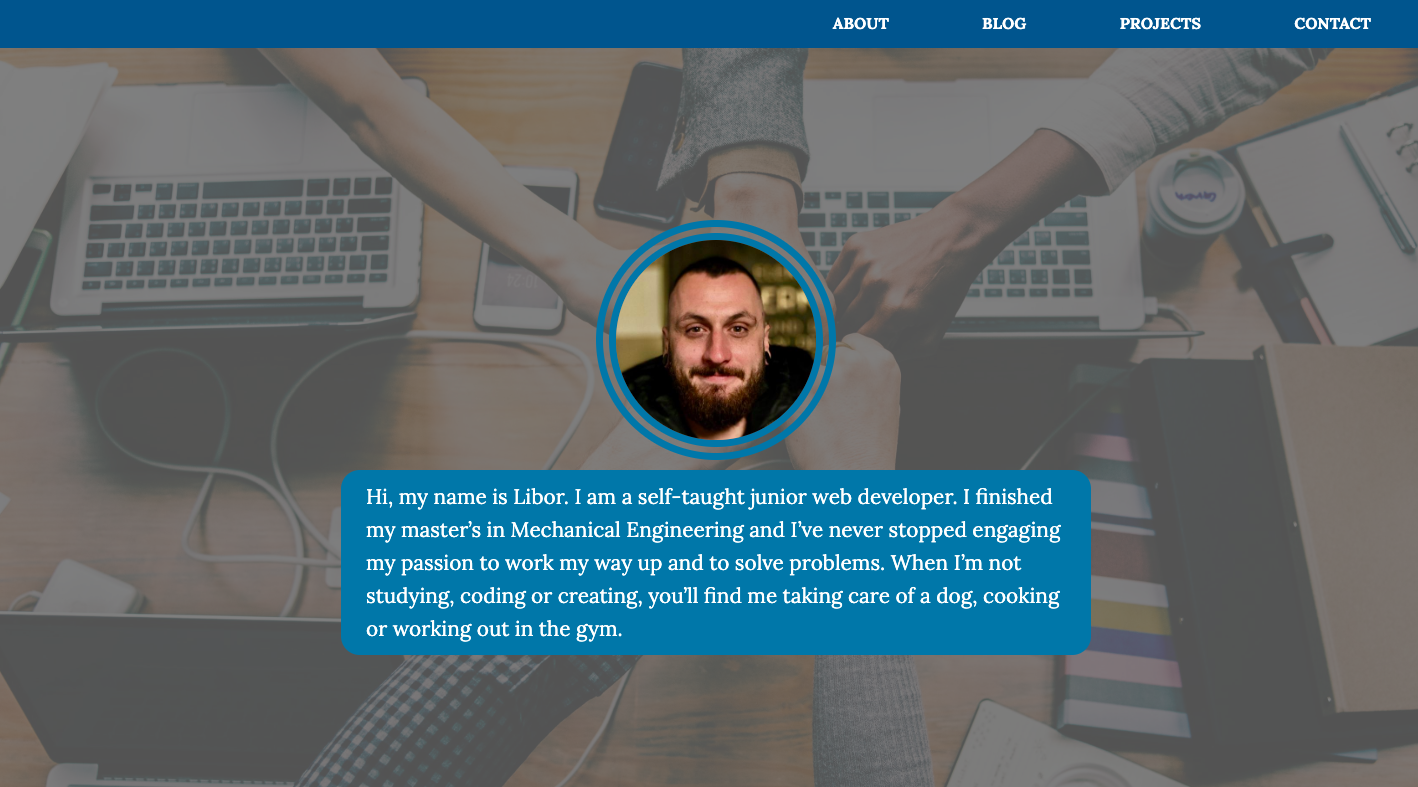 ABOUT BLOG PROJECTS CONTACT
Hi, my name is Libor. I am a self-taught junior web developer. I finished
my master’s in Mechanical Engineering and I’ve never stopped engaging
my passion to work my way up and to solve problems. When I’m not
studying, coding or creating, you’ll find me taking care of a dog, cooking
or working out in the gym.